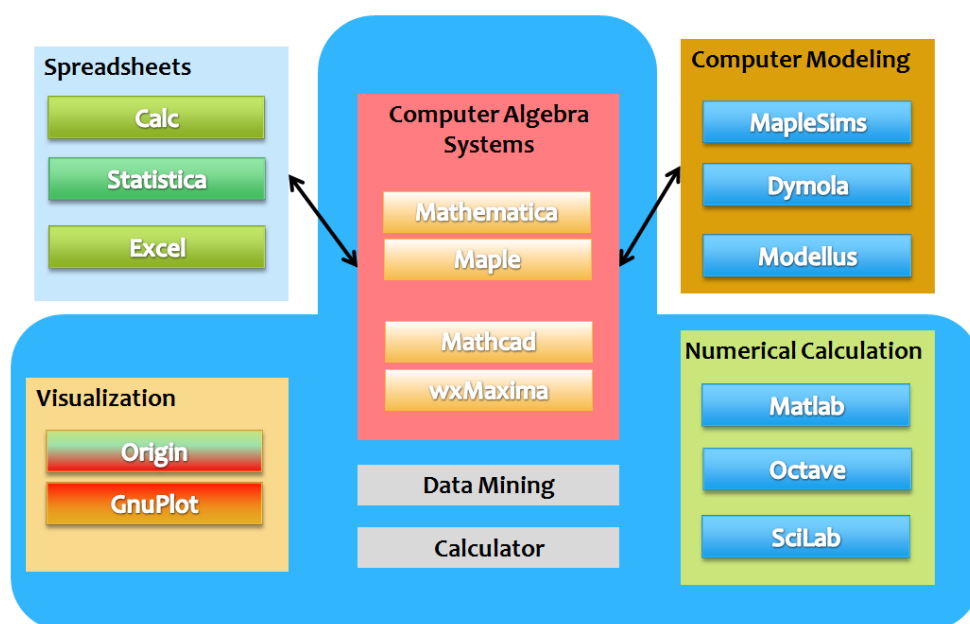 Spreadsheets
Calc
Statistica
Excel
Computer Algebra
Systems
Mathematica
Maple
Mathcad
wxMaxima
Computer Modeling
MapleSims
Dymola
Modellus
Visualization
Origin
GnuPlot
Data Mining
Calculator
Numerical Calculation
Matlab
Octave
SciLab